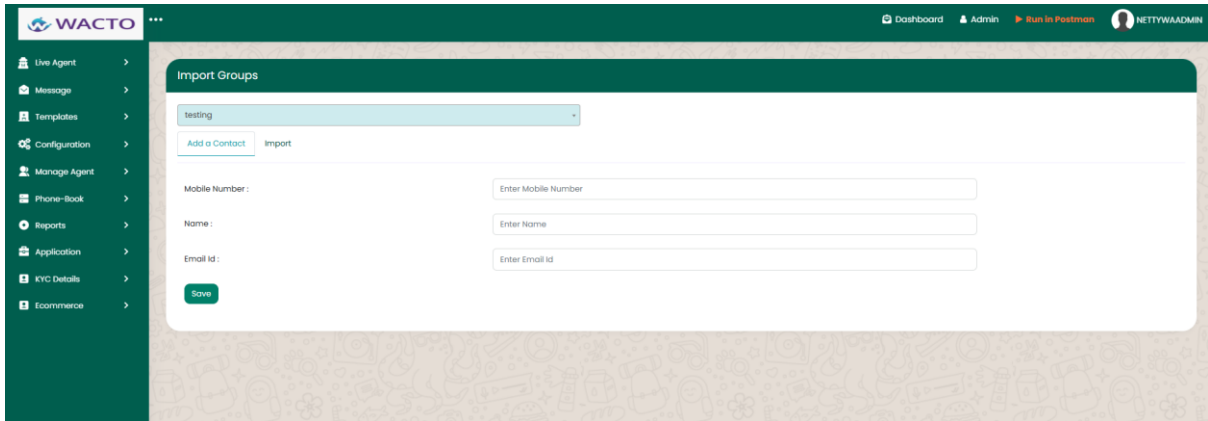 WACTO
Dashboard
Admin
Run in Postman
NETTYWAADMIN
Live Agent
Message
Templates
Configuration
Manage Agent
Phone-Book
Reports
Application
KYC Details
Ecommerce
Import Groups
testing
Add a Contact
Import
Mobile Number :
Enter Mobile Number
Name :
Enter Name
Email Id :
Enter Email Id
Save